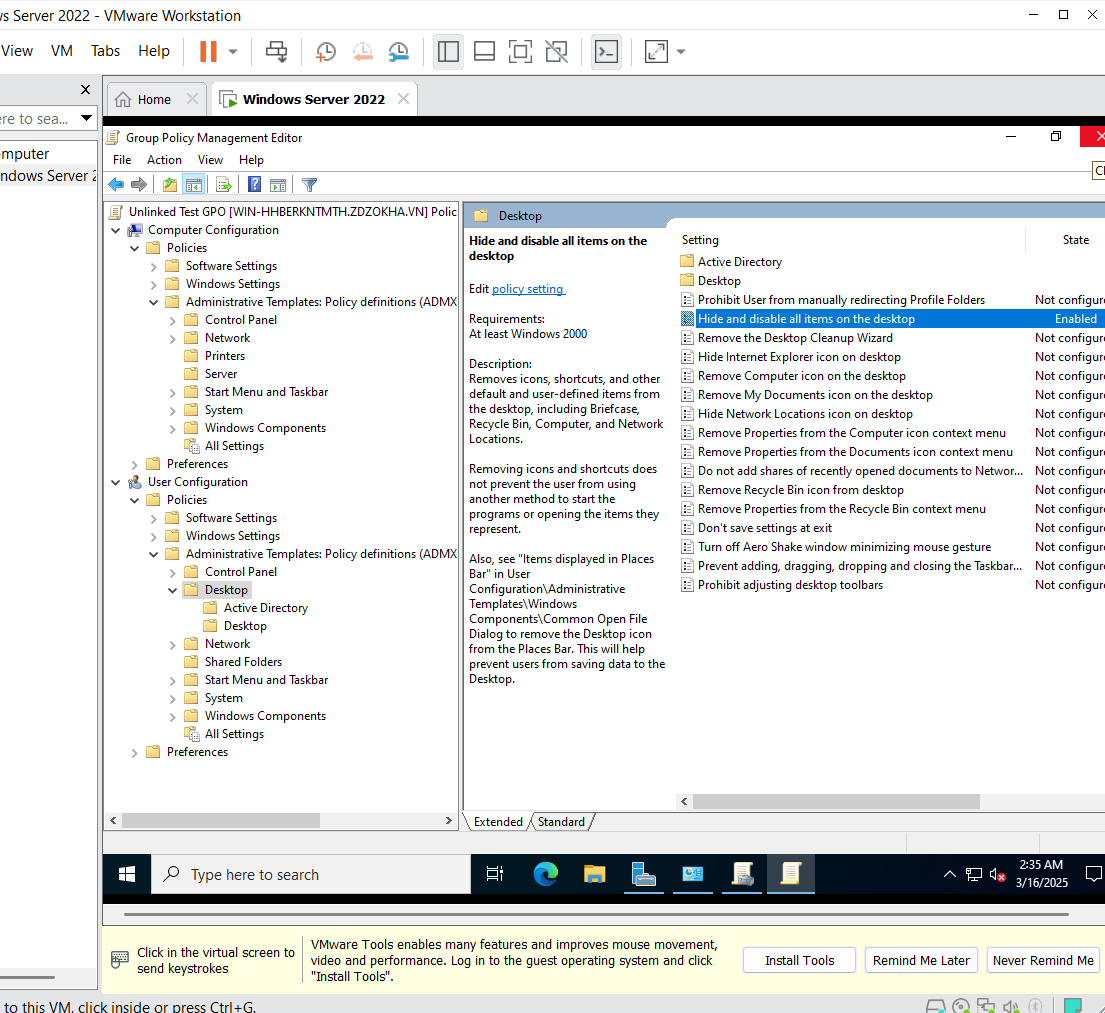 s Server 2022 - VMware Workstation
View VM Tabs Help
ere to sea...
Home
Windows Server 2022
omputer
ndows Server 2
Group Policy Management Editor
File Action View Help
Unlinked Test GPO [WIN-HHBERKNTMTH.ZDZOKHA.VN] Polic
Computer Configuration
Policies
Software Settings
Windows Settings
Administrative Templates: Policy definitions (ADMX
Control Panel
Network
Printers
Server
Start Menu and Taskbar
System
Windows Components
All Settings
Preferences
User Configuration
Policies
Software Settings
Windows Settings
Administrative Templates: Policy definitions (ADMX
Control Panel
Desktop
Active Directory
Desktop
Network
Shared Folders
Start Menu and Taskbar
System
Windows Components
All Settings
Preferences
Desktop
Hide and disable all items on the
desktop
Edit policy setting
Requirements:
At least Windows 2000
Description:
Removes icons, shortcuts, and other
default and user-defined items from
the desktop, including Briefcase,
Recycle Bin, Computer, and Network
Locations.
Removing icons and shortcuts does
not prevent the user from using
another method to start the
programs or opening the items they
represent.
Also, see "Items displayed in Places
Bar" in User
Configuration\Administrative
Templates\Windows
Components\Common Open File
Dialog to remove the Desktop icon
from the Places Bar. This will help
prevent users from saving data to the
Desktop.
Setting State
Active Directory
Desktop
Prohibit User from manually redirecting Profile Folders Not configur
Hide and disable all items on the desktop Enabled
Remove the Desktop Cleanup Wizard Not configur
Hide Internet Explorer icon on desktop Not configur
Remove Computer icon on the desktop Not configur
Remove My Documents icon on the desktop Not configur
Hide Network Locations icon on desktop Not configur
Remove Properties from the Computer icon context menu Not configur
Remove Properties from the Documents icon context menu Not configur
Do not add shares of recently opened documents to Networ... Not configur
Remove Recycle Bin icon from desktop Not configur
Remove Properties from the Recycle Bin context menu Not configur
Don't save settings at exit Not configur
Turn off Aero Shake window minimizing mouse gesture Not configur
Prevent adding, dragging, dropping and closing the Taskbar... Not configur
Prohibit adjusting desktop toolbars Not configur
Extended Standard
Type here to search
2:35 AM
3/16/2025
Click in the virtual screen to
send keystrokes
VMware Tools enables many features and improves mouse movement,
video and performance. Log in to the guest operating system and click
"Install Tools".
Install Tools
Remind Me Later
Never Remind Me
to this VM, click inside or press Ctrl+G.